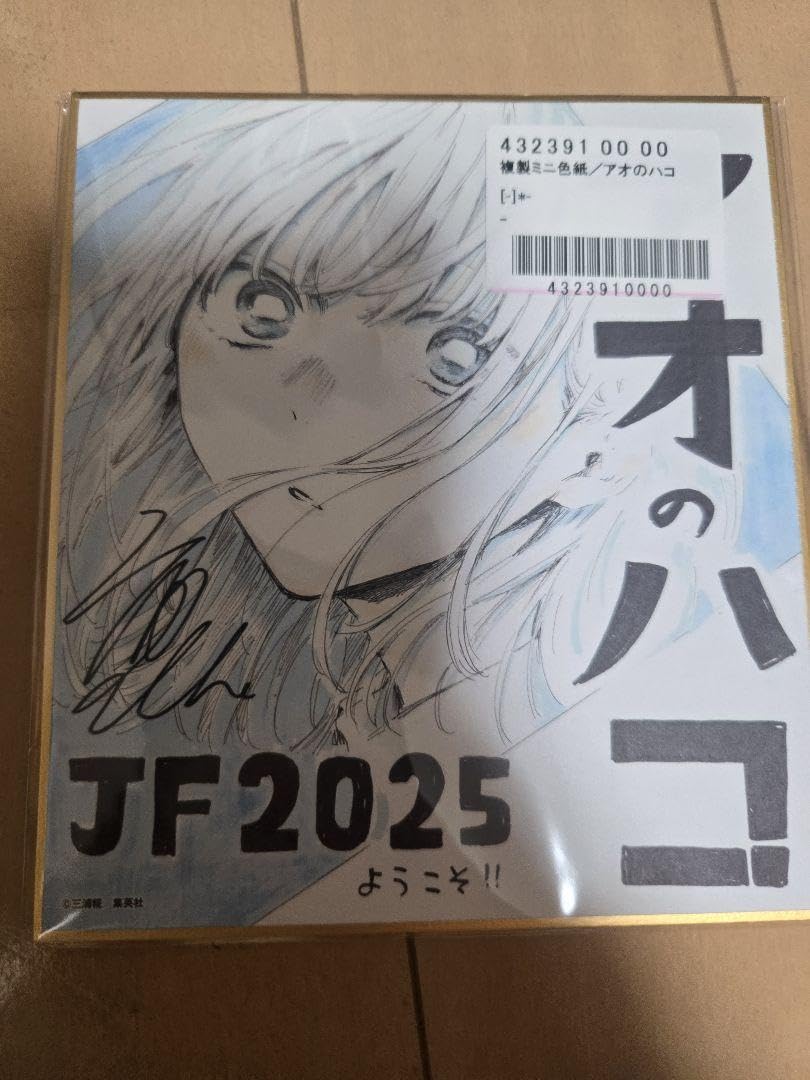 432391 00 00
複製ミニ色紙／アオのハコ
[-]*-
-
4323910000
アオのハコ
JF2025
ようこそ!!
©三浦糀 集英社